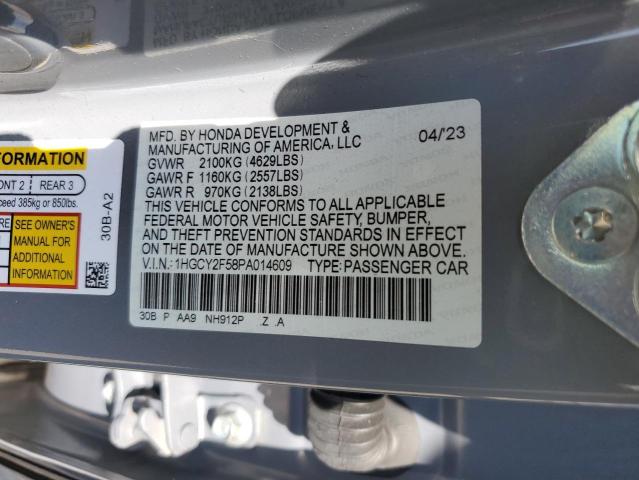 MFD. BY HONDA DEVELOPMENT &
MANUFACTURING OF AMERICA, LLC
04/'23
GVWR 2100KG (4629LBS)
GAWR F 1160KG (2557LBS)
GAWR R 970KG (2138LBS)
THIS VEHICLE CONFORMS TO ALL APPLICABLE
FEDERAL MOTOR VEHICLE SAFETY, BUMPER,
AND THEFT PREVENTION STANDARDS IN EFFECT
ON THE DATE OF MANUFACTURE SHOWN ABOVE.
V.I.N.: 1HGCY2F58PA014609 TYPE: PASSENGER CAR
30B P AA9 NH912P .Z .A
FORMATION
2 REAR 3
385kg or 850lbs.
SEE OWNER'S
MANUAL FOR
ADDITIONAL
INFORMATION
30B-A2